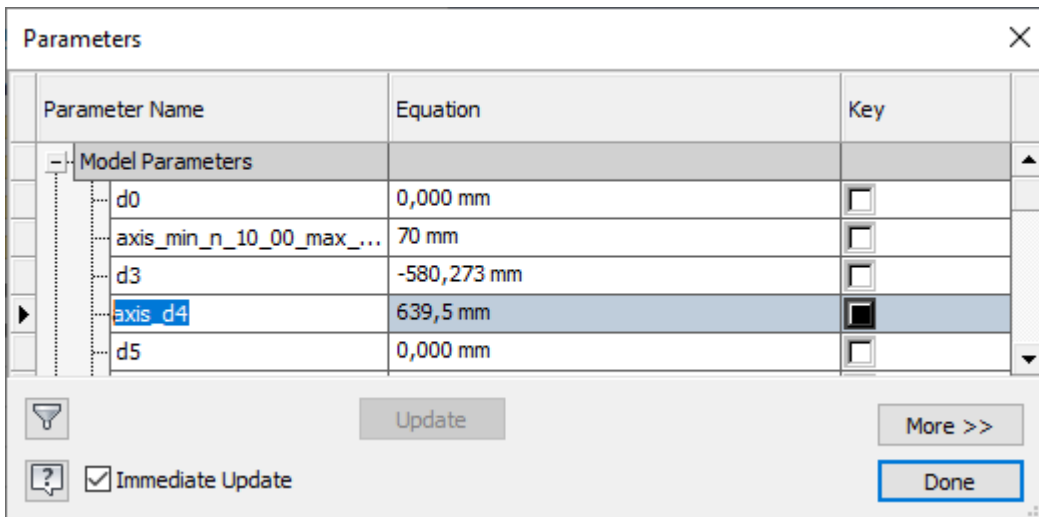 Parameters
Parameter Name Equation Key
Model Parameters
d0 0,000 mm
axis_min_n_10_00_max_... 70 mm
d3 -580,273 mm
axis_d4 639,5 mm
d5 0,000 mm
Update More >>
Immediate Update Done